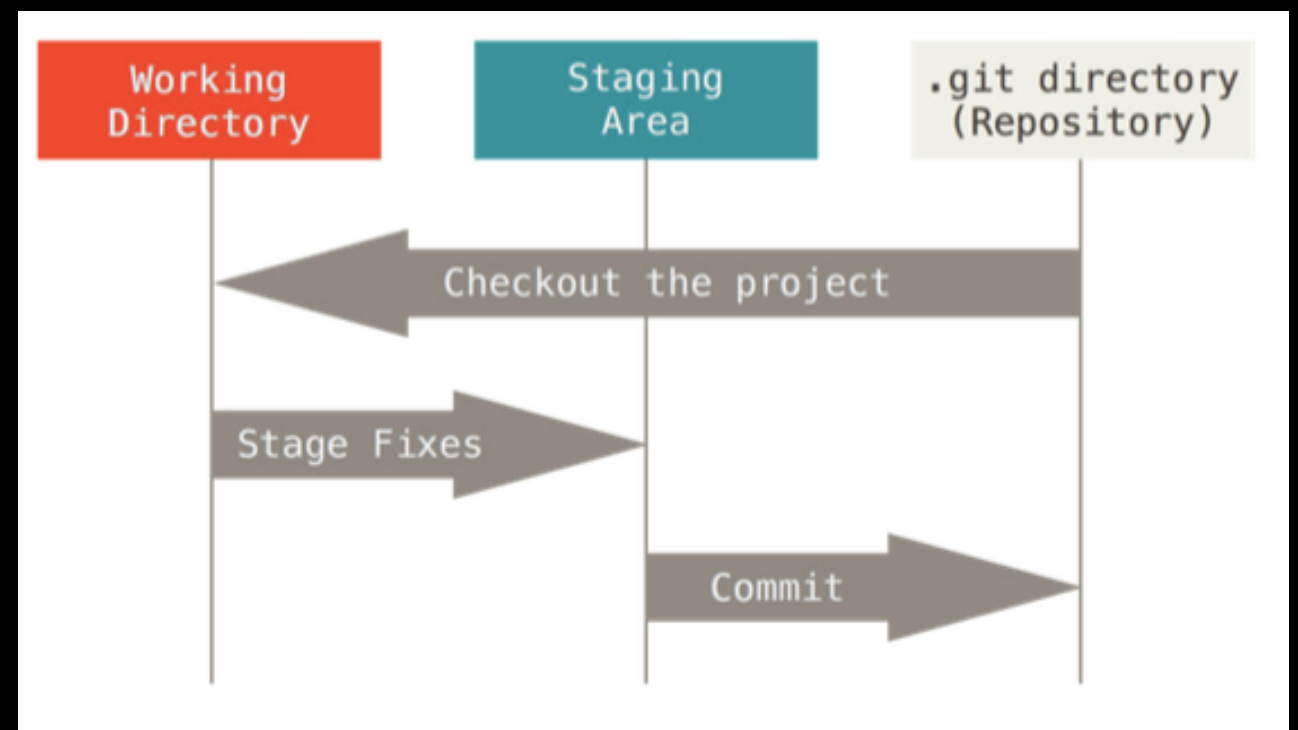 Working
Directory
Staging
Area
.git directory
(Repository)
Checkout the project
Stage Fixes
Commit